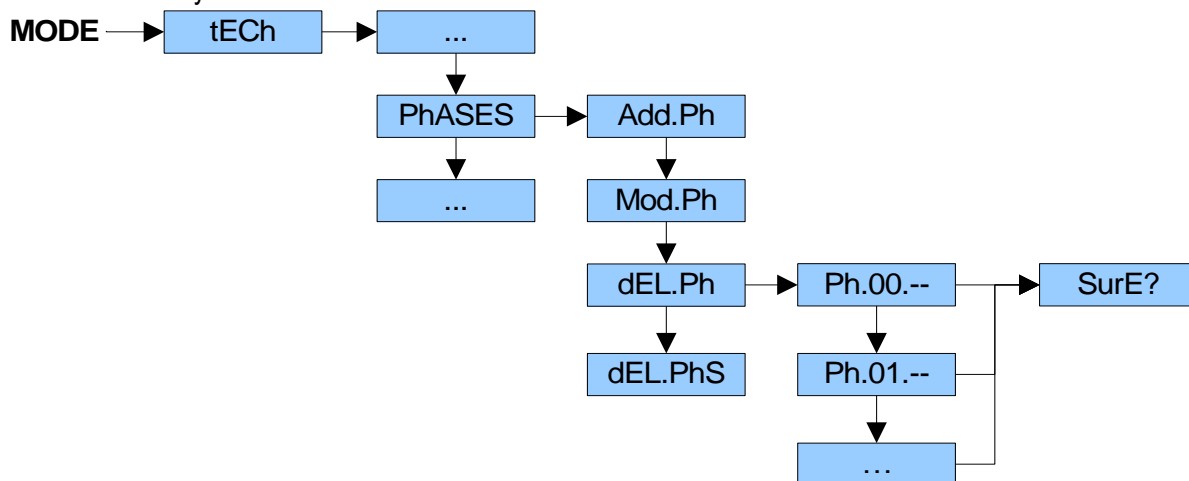 MODE tECh ...
PhASES Add.Ph
... Mod.Ph
dEL.Ph Ph.00.-- SurE?
dEL.PhS Ph.01.--
...